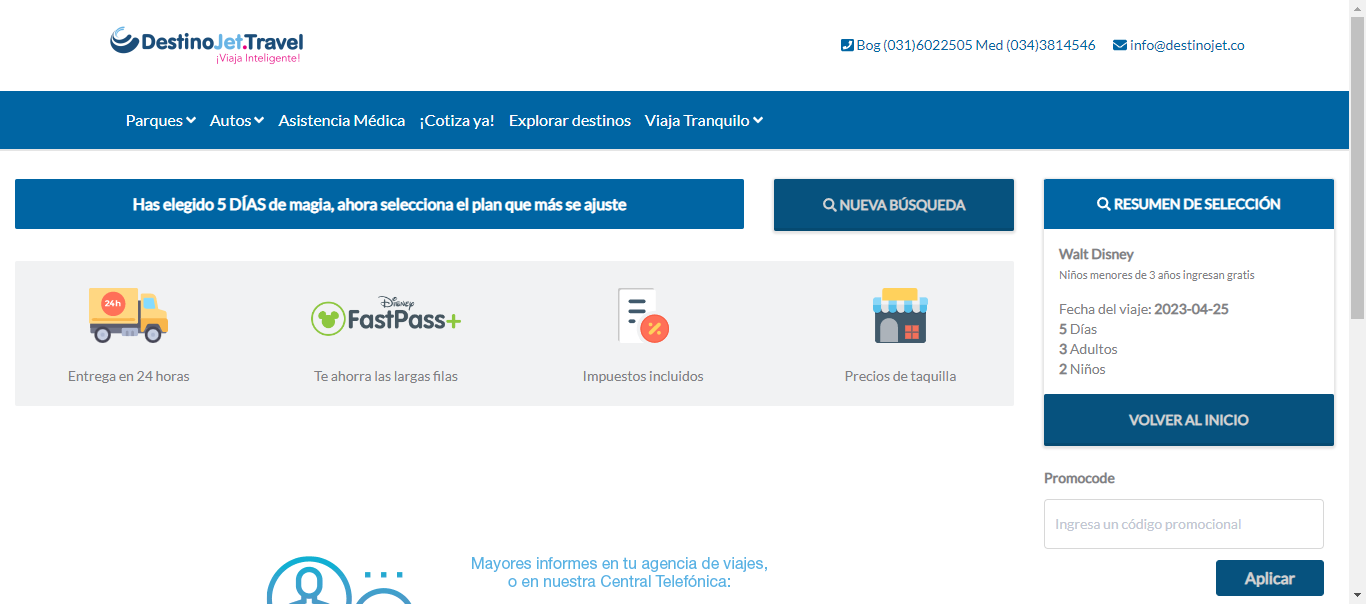 DestinoJet.Travel
¡Viaja Inteligente!
Bog (031)6022505 Med (034)3814546
info@destinojet.co
Parques
Autos
Asistencia Médica
¡Cotiza ya!
Explorar destinos
Viaja Tranquilo
Has elegido 5 DÍAS de magia, ahora selecciona el plan que más se ajuste
NUEVA BÚSQUEDA
RESUMEN DE SELECCIÓN
Walt Disney
Niños menores de 3 años ingresan gratis
Fecha del viaje: 2023-04-25
5 Días
3 Adultos
2 Niños
VOLVER AL INICIO
24h
Disney
FastPass+
Entrega en 24 horas
Te ahorra las largas filas
Impuestos incluidos
Precios de taquilla
Promocode
Ingresa un código promocional
Aplicar
Mayores informes en tu agencia de viajes,
o en nuestra Central Telefónica: